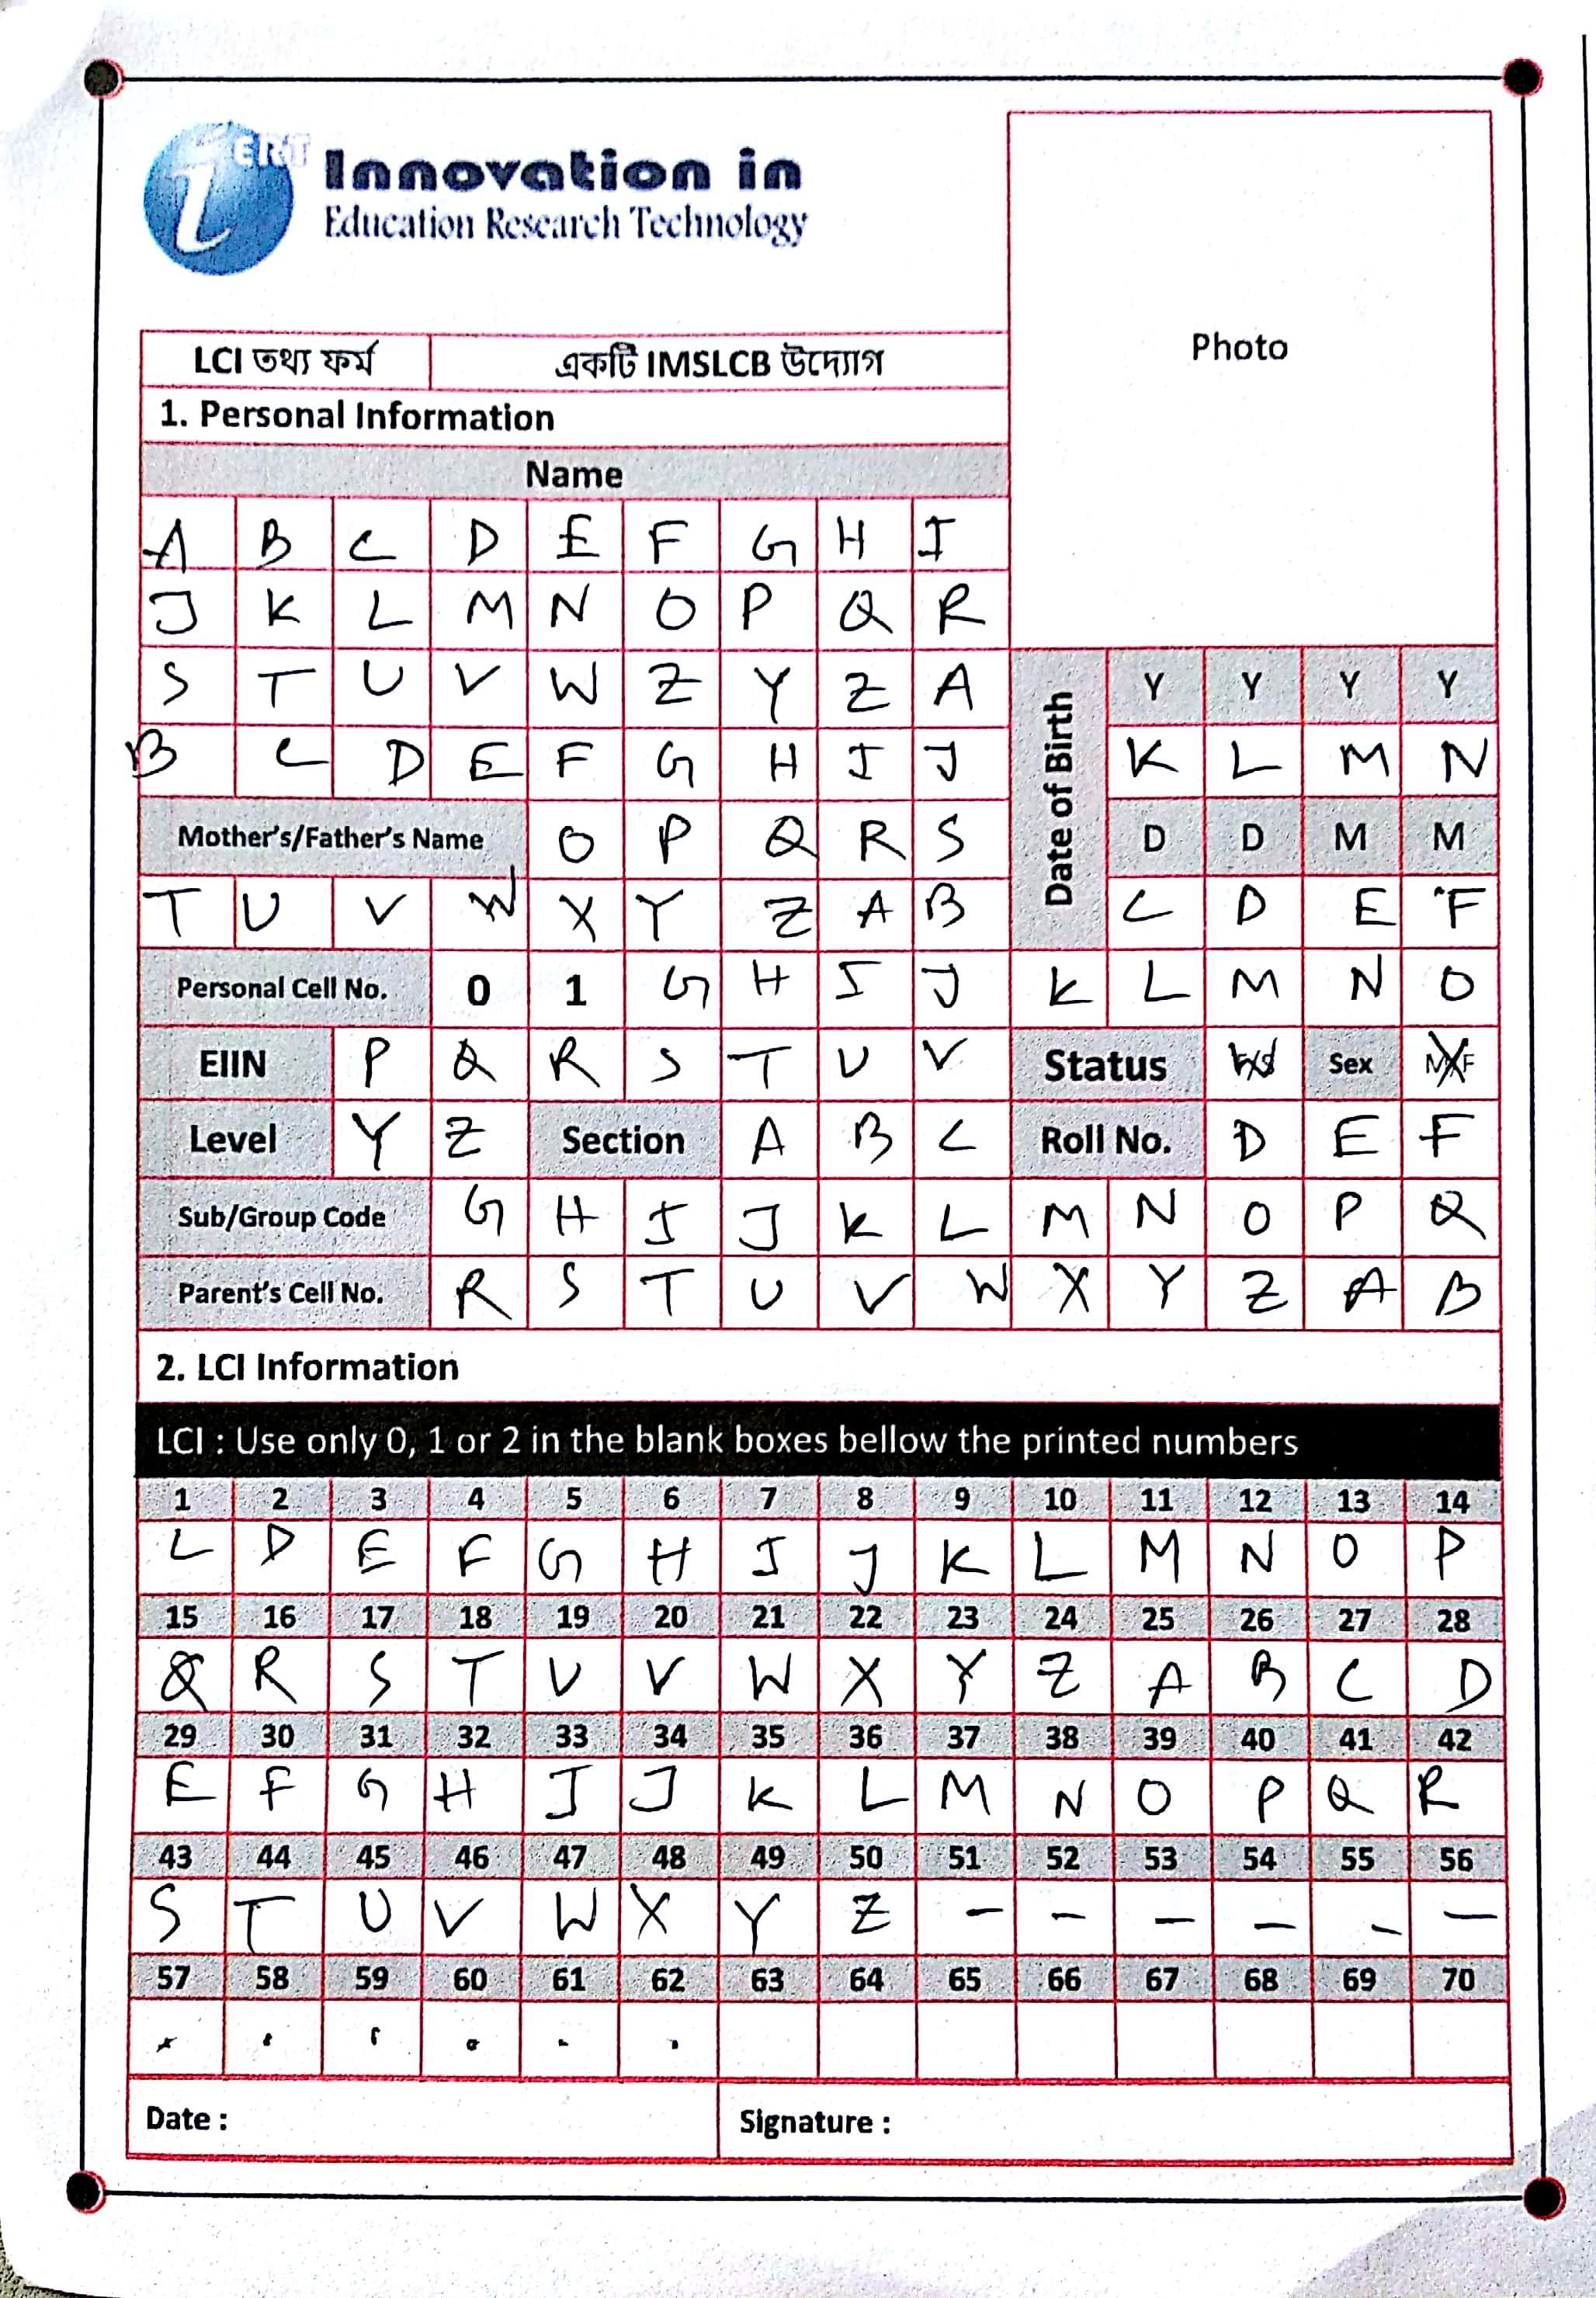 ERT
i Innovation in
Education Research Technology
Photo
LCI তথ্য ফর্ম একটি IMSLCB উদ্যোগ
1. Personal Information
Name
A B C D E F G H I
J K L M N O P Q R
S T U V W Z Y Z A
Date of Birth Y Y Y Y
B C D E F G H I J K L M N
Mother's/Father's Name O P Q R S D D M M
T U V W X Y Z A B C D E F
Personal Cell No. 0 1 G H I J K L M N O
EIIN P Q R S T U V Status W Sex X
Level Y Z Section A B C Roll No. D E F
Sub/Group Code G H I J K L M N O P Q
Parent's Cell No. R S T U V W X Y Z A B
2. LCI Information
LCI : Use only 0, 1 or 2 in the blank boxes bellow the printed numbers
1 2 3 4 5 6 7 8 9 10 11 12 13 14
C D E F G H I J K L M N O P
15 16 17 18 19 20 21 22 23 24 25 26 27 28
Q R S T U V W X Y Z A B C D
29 30 31 32 33 34 35 36 37 38 39 40 41 42
E F G H I J K L M N O P Q R
43 44 45 46 47 48 49 50 51 52 53 54 55 56
S T U V W X Y Z - - - - - -
57 58 59 60 61 62 63 64 65 66 67 68 69 70
Date : Signature :